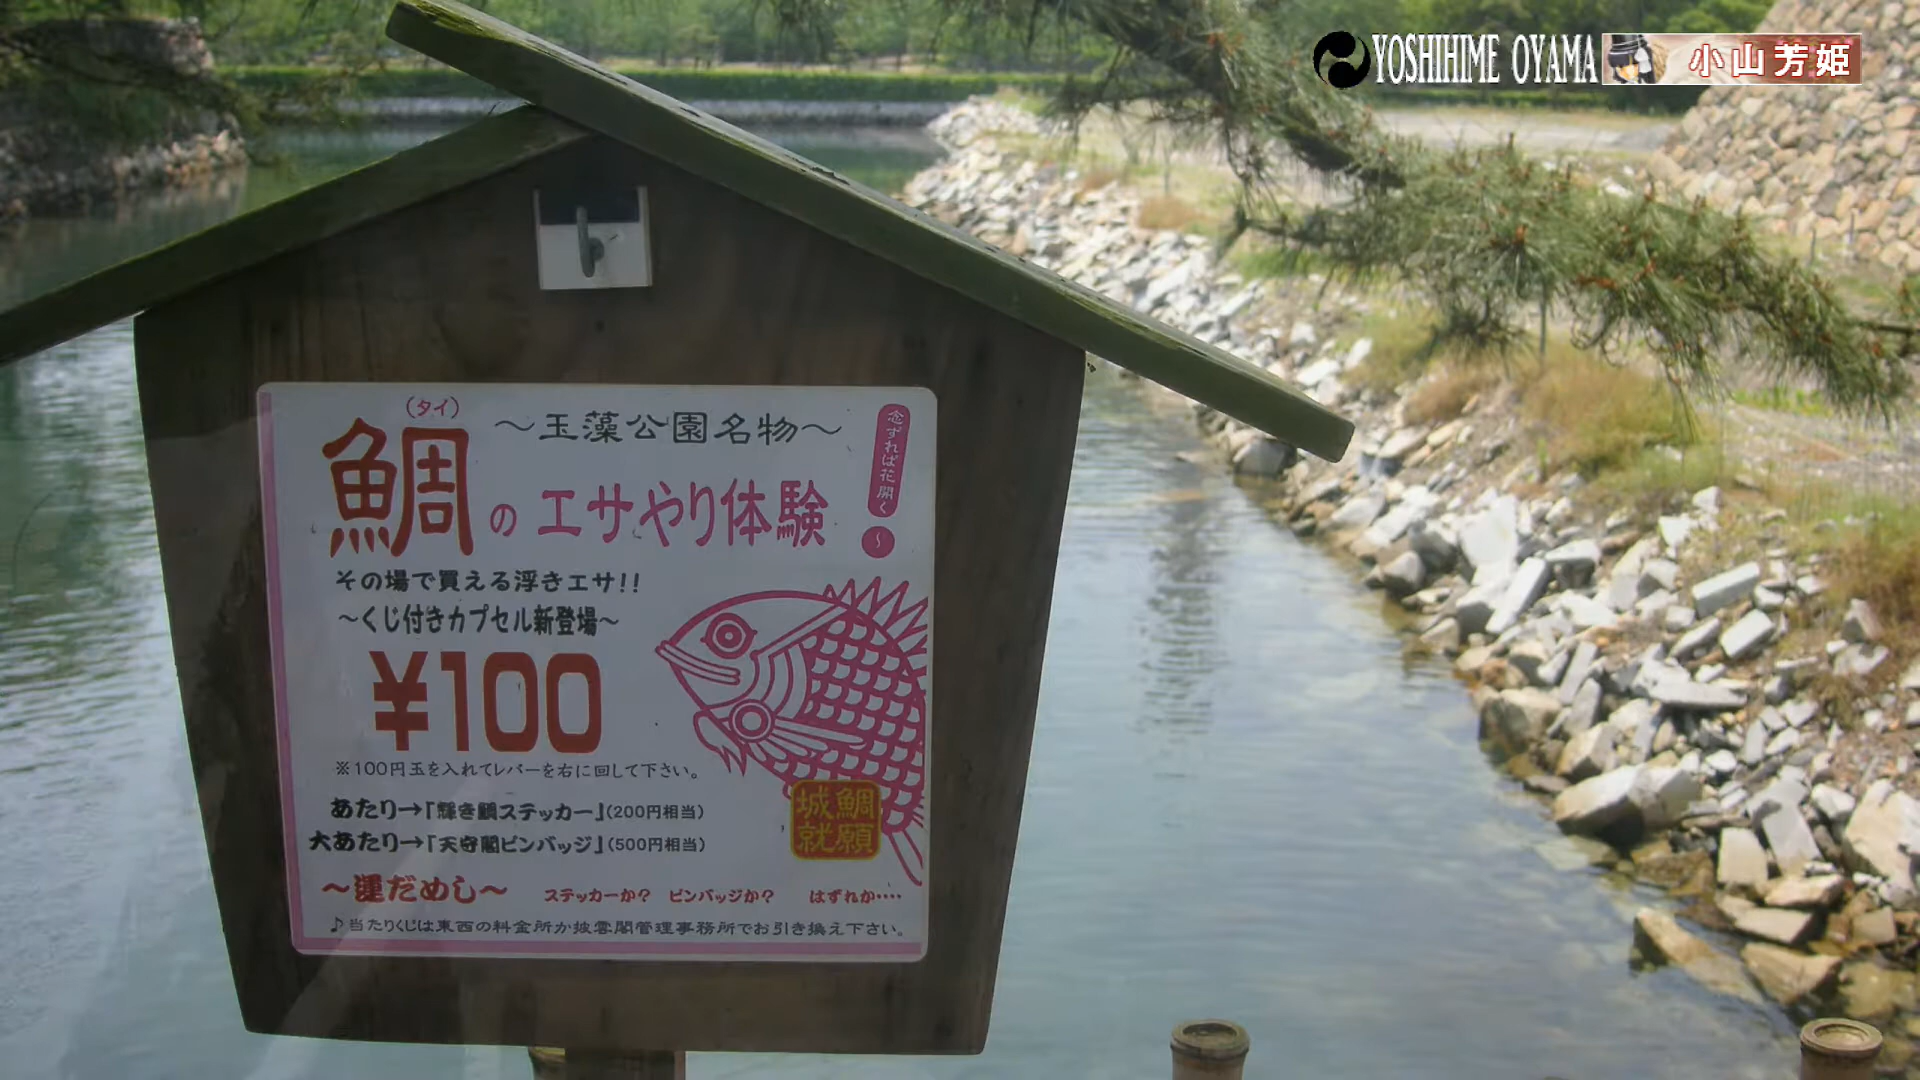 YOSHIHIME OYAMA 小山芳姫
(タイ)
～玉藻公園名物～
鯛のエサやり体験
念ずれば花開く～
その場で買える浮きエサ!!
～くじ付きカプセル新登場～
¥100
※100円玉を入れてレバーを右に回して下さい。
あたり→｢輝き鯛ステッカー｣(200円相当)
大あたり→｢天守閣ピンバッジ｣(500円相当)
鯛願
城就
～運だめし～ ステッカーか? ピンバッジか? はずれか‥‥
♪当たりくじは東西の料金所か披雲閣管理事務所でお引き換え下さい。